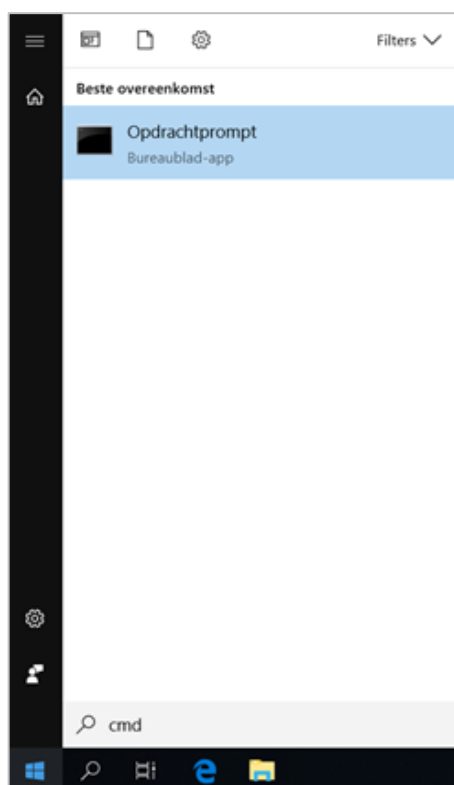 Filters
Beste overeenkomst
Opdrachtprompt
Bureaublad-app
cmd